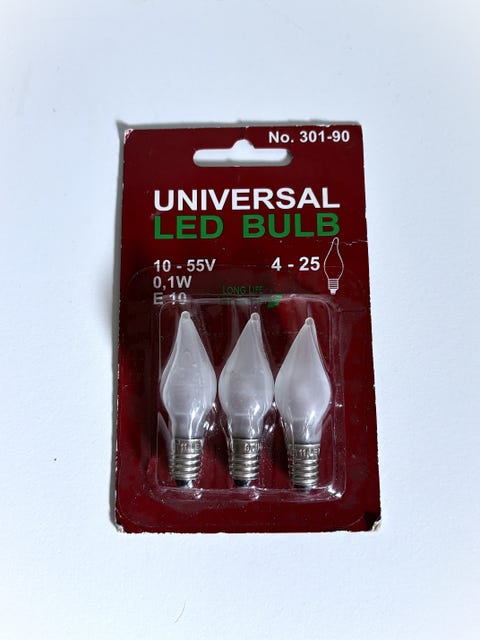 No. 301-90
UNIVERSAL
LED BULB
10 - 55V
4 - 25
0,1W
E 10
LONG LIFE